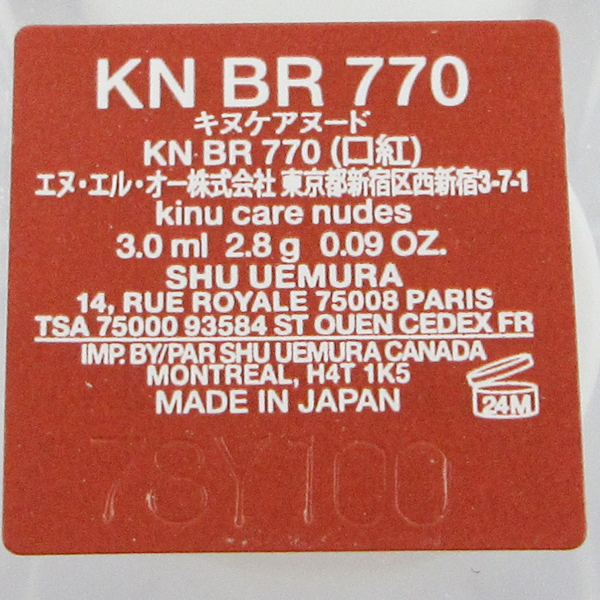 KN BR 770
キヌケアヌード
KN BR 770 (口紅)
エヌ・エル・オー株式会社 東京都新宿区西新宿3-7-1
kinu care nudes
3.0 ml 2.8 g 0.09 OZ.
SHU UEMURA
14, RUE ROYALE 75008 PARIS
TSA 75000 93584 ST OUEN CEDEX FR
IMP. BY/PAR SHU UEMURA CANADA
MONTREAL, H4T 1K5
MADE IN JAPAN
24M
78Y100